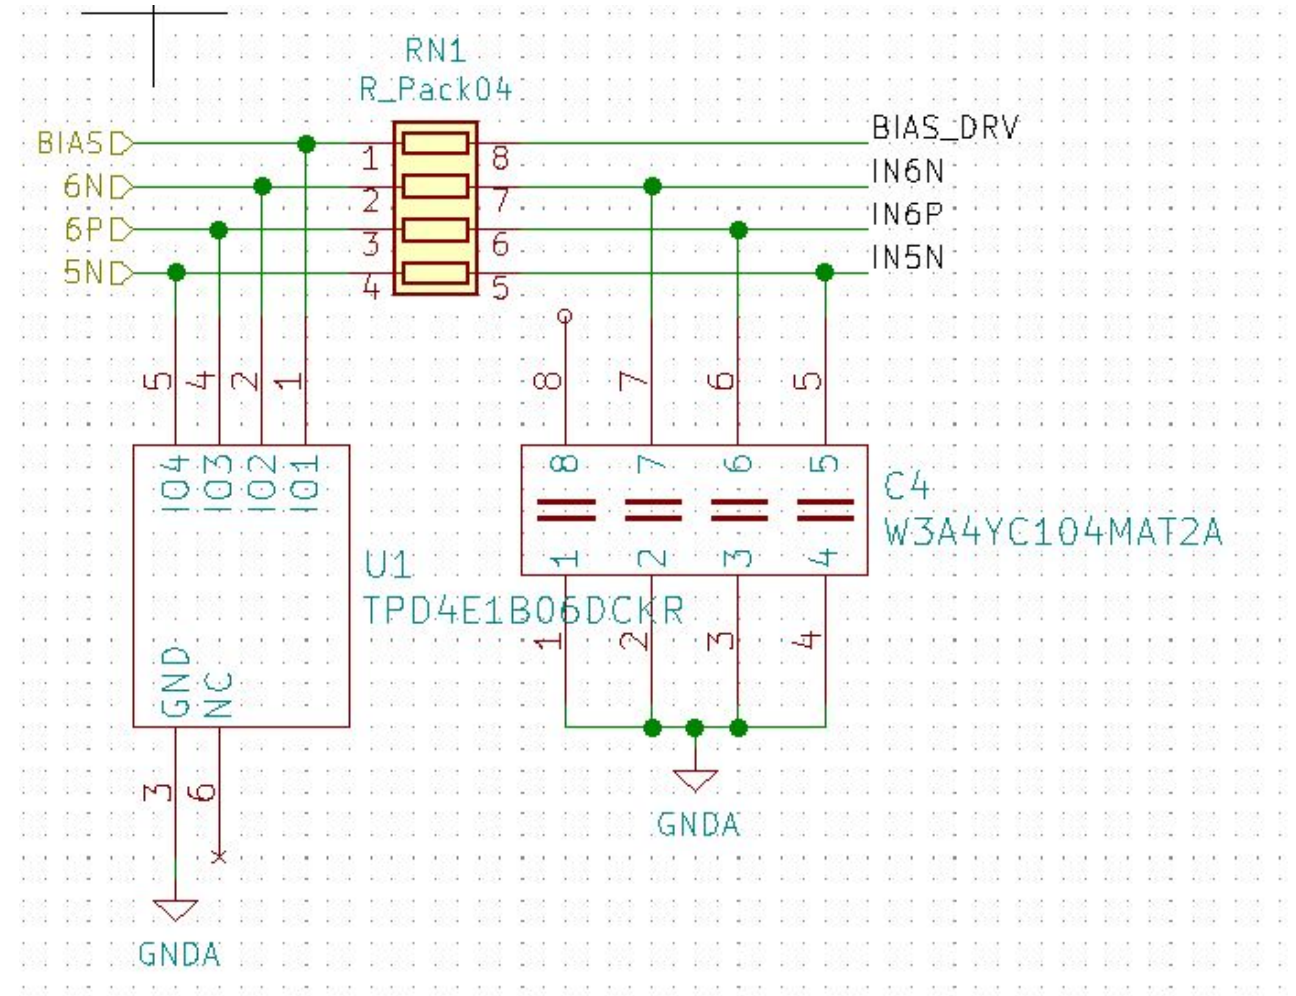 RN1
R_Pack04
BIAS
6N
6P
5N
1
2
3
4
8
7
6
5
BIAS_DRV
IN6N
IN6P
IN5N
5
4
2
1
IO4
IO3
IO2
IO1
GND
NC
3
6
U1
TPD4E1B06DCKR
GNDA
8
7
6
5
8
7
6
5
1
2
3
4
1
2
3
4
C4
W3A4YC104MAT2A
GNDA